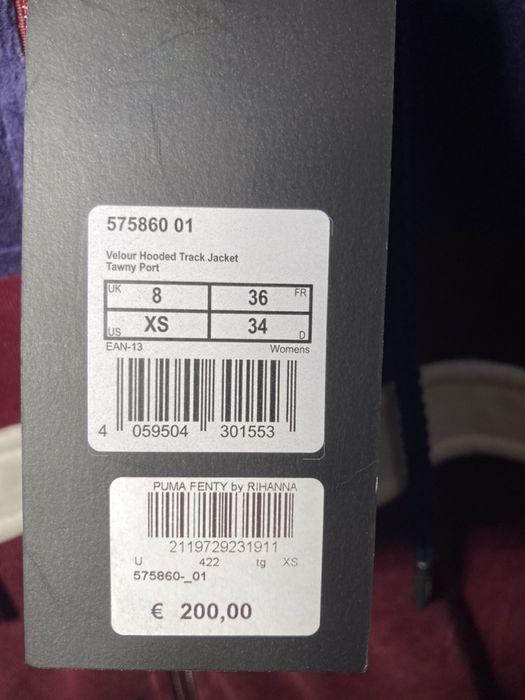 575860 01
Velour Hooded Track Jacket
Tawny Port
UK 8 36 FR
US XS 34 D
EAN-13 Womens
4 059504 301553
PUMA FENTY by RIHANNA
2119729231911
U 422 tg XS
575860-_01
€ 200,00